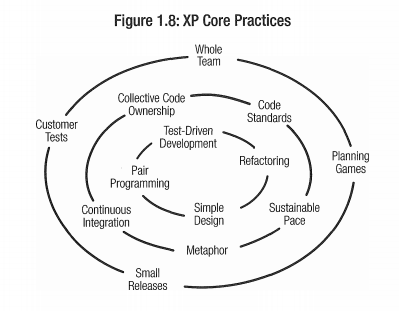 Figure 1.8: XP Core Practices
Whole
Team
Collective Code
Ownership
Code
Standards
Customer
Tests
Test-Driven
Development
Refactoring
Planning
Games
Pair
Programming
Continuous
Integration
Simple
Design
Sustainable
Pace
Metaphor
Small
Releases